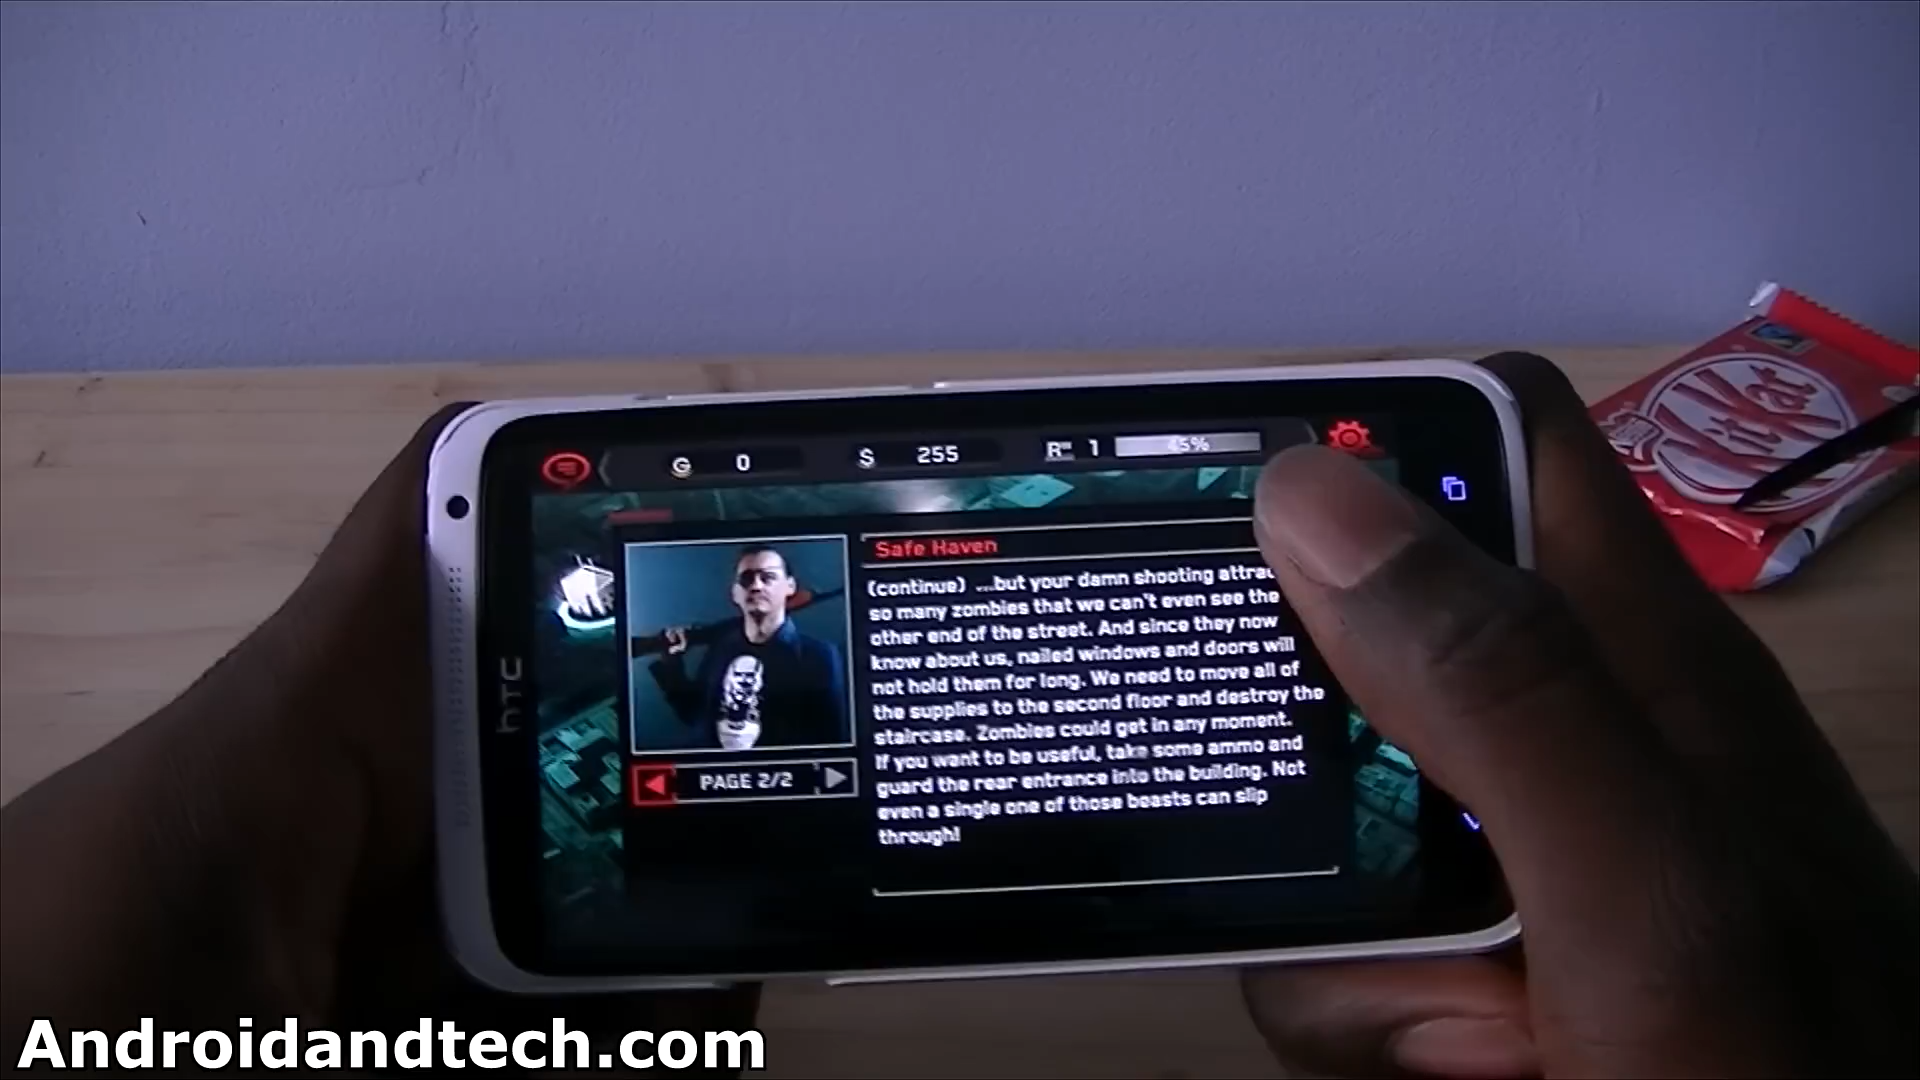 G 0 S 255 R 1 45%
Safe Haven
(continue) ...but your damn shooting
so many zombies that we can't even see the
other end of the street. And since they now
know about us, nailed windows and doors will
not hold them for long. We need to move all of
the supplies to the second floor and destroy the
staircase. Zombies could get in any moment.
If you want to be useful, take some ammo and
guard the rear entrance into the building. Not
even a single one of those beasts can slip
through!
PAGE 2/2
hTC
KitKat
Androidandtech.com